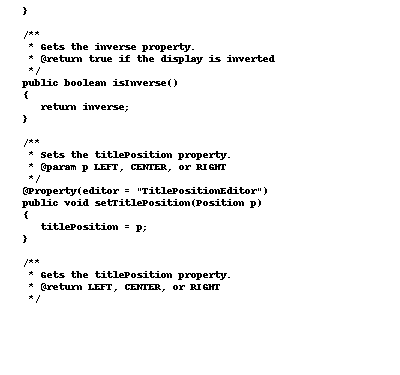 }

/**
 * Gets the inverse property.
 * @return true if the display is inverted
 */
public boolean isInverse()
{
   return inverse;
}

/**
 * Sets the titlePosition property.
 * @param p LEFT, CENTER, or RIGHT
 */
@Property(editor = "TitlePositionEditor")
public void setTitlePosition(Position p)
{
   titlePosition = p;
}

/**
 * Gets the titlePosition property.
 * @return LEFT, CENTER, or RIGHT
 */